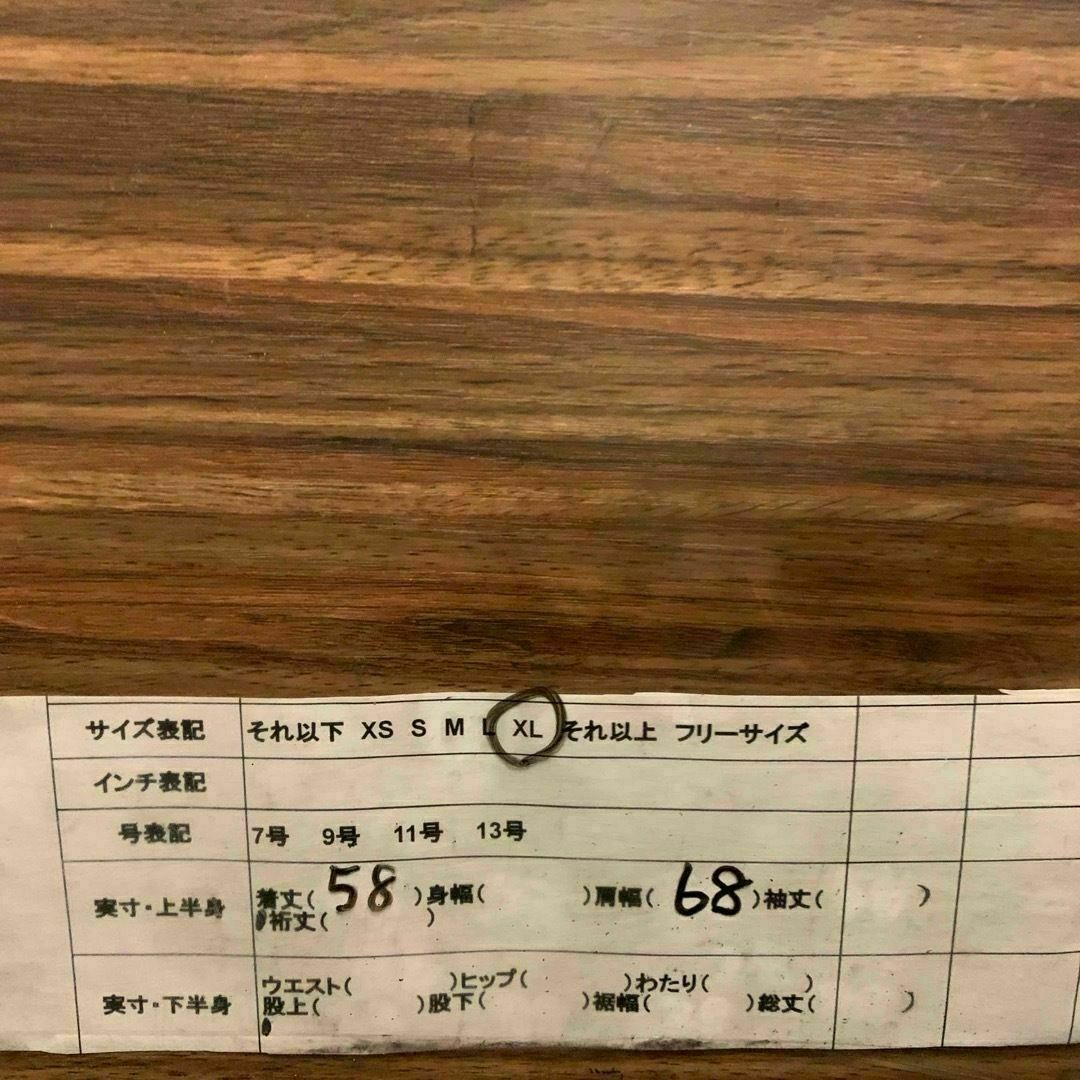 サイズ表記 それ以下 XS S M L XL それ以上 フリーサイズ
インチ表記
号表記 7号 9号 11号 13号
実寸・上半身 着丈( 58 )身幅( )肩幅( 68 )袖丈( )
裄丈( )
実寸・下半身 ウエスト( )ヒップ( )わたり( )
股上( )股下( )裾幅( )総丈( )